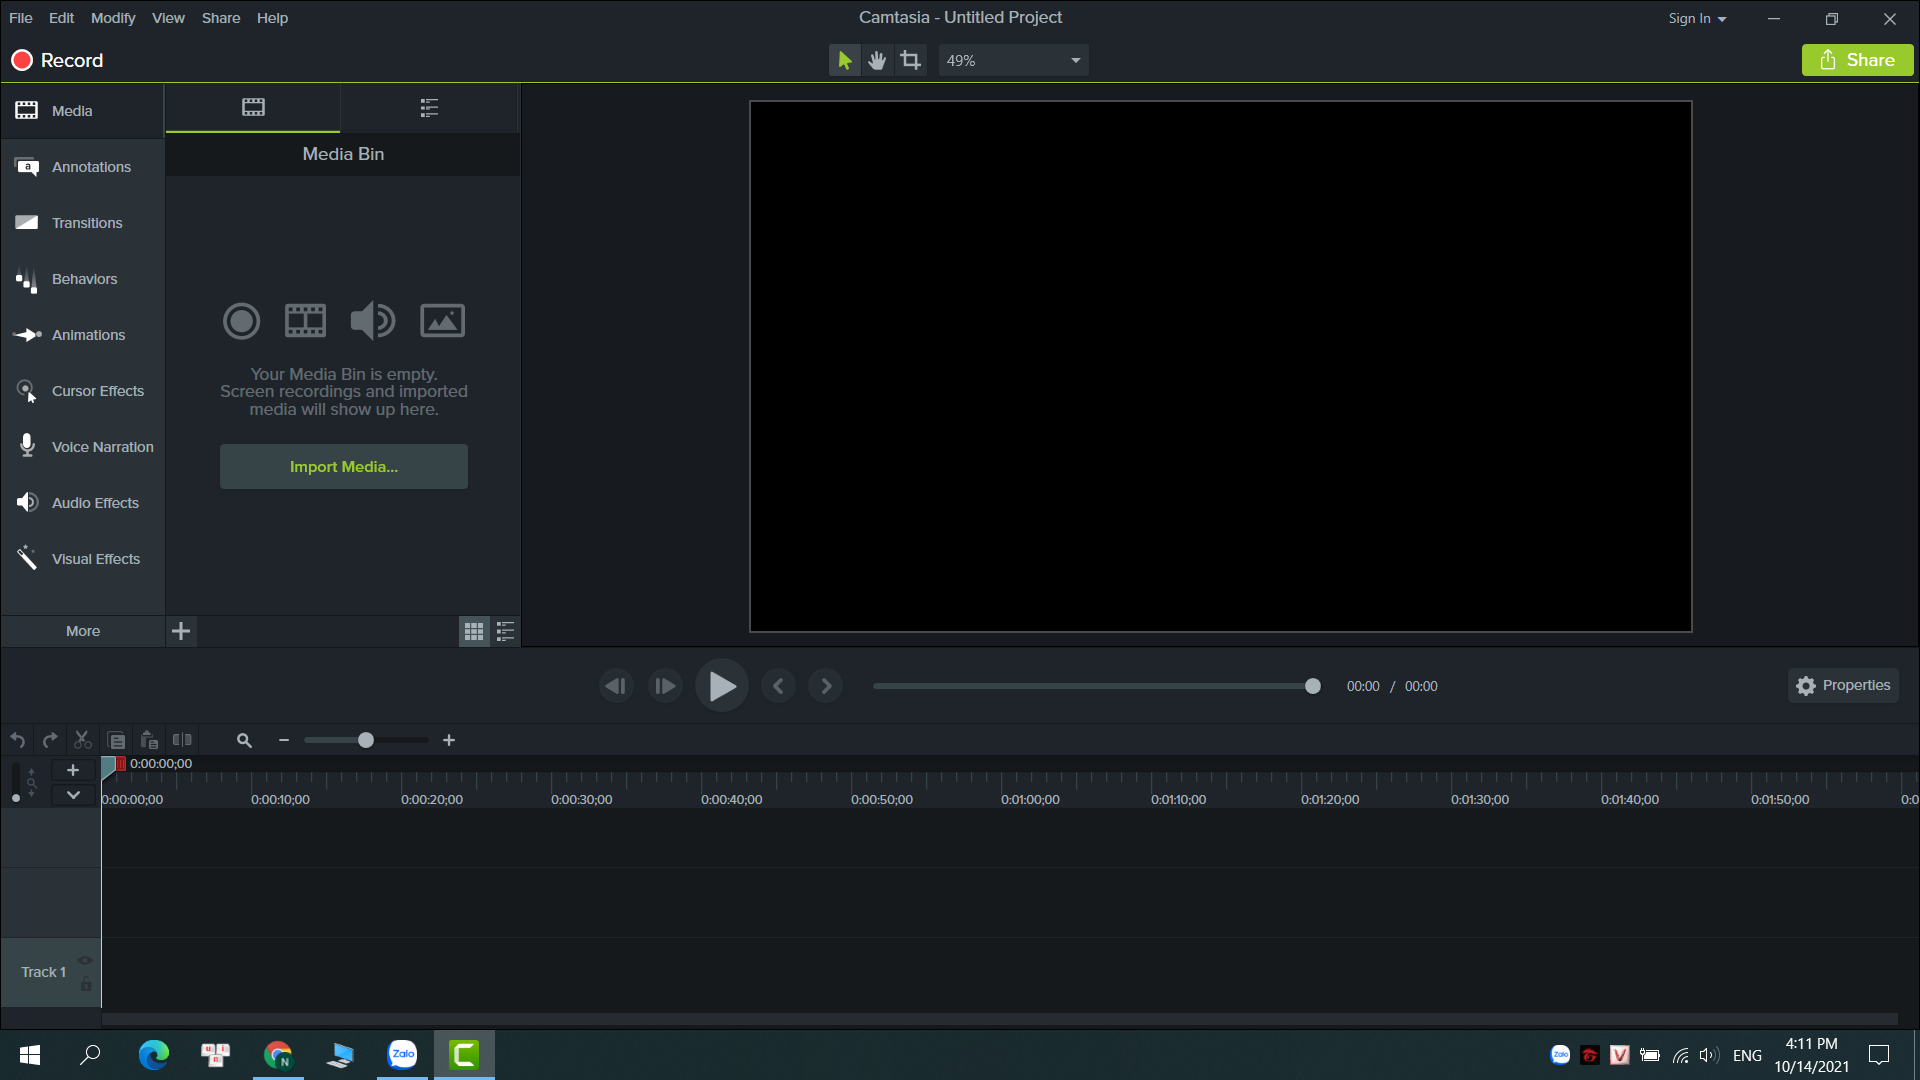 File Edit Modify View Share Help
Camtasia - Untitled Project
Sign In
Record
49%
Share
Media
Annotations
Transitions
Behaviors
Animations
Cursor Effects
Voice Narration
Audio Effects
Visual Effects
More
Media Bin
Your Media Bin is empty.
Screen recordings and imported
media will show up here.
Import Media...
00:00 / 00:00
Properties
0:00:00;00
0:00:00;00 0:00:10;00 0:00:20;00 0:00:30;00 0:00:40;00 0:00:50;00 0:01:00;00 0:01:10;00 0:01:20;00 0:01:30;00 0:01:40;00 0:01:50;00 0:0
Track 1
Zalo
ENG
4:11 PM
10/14/2021